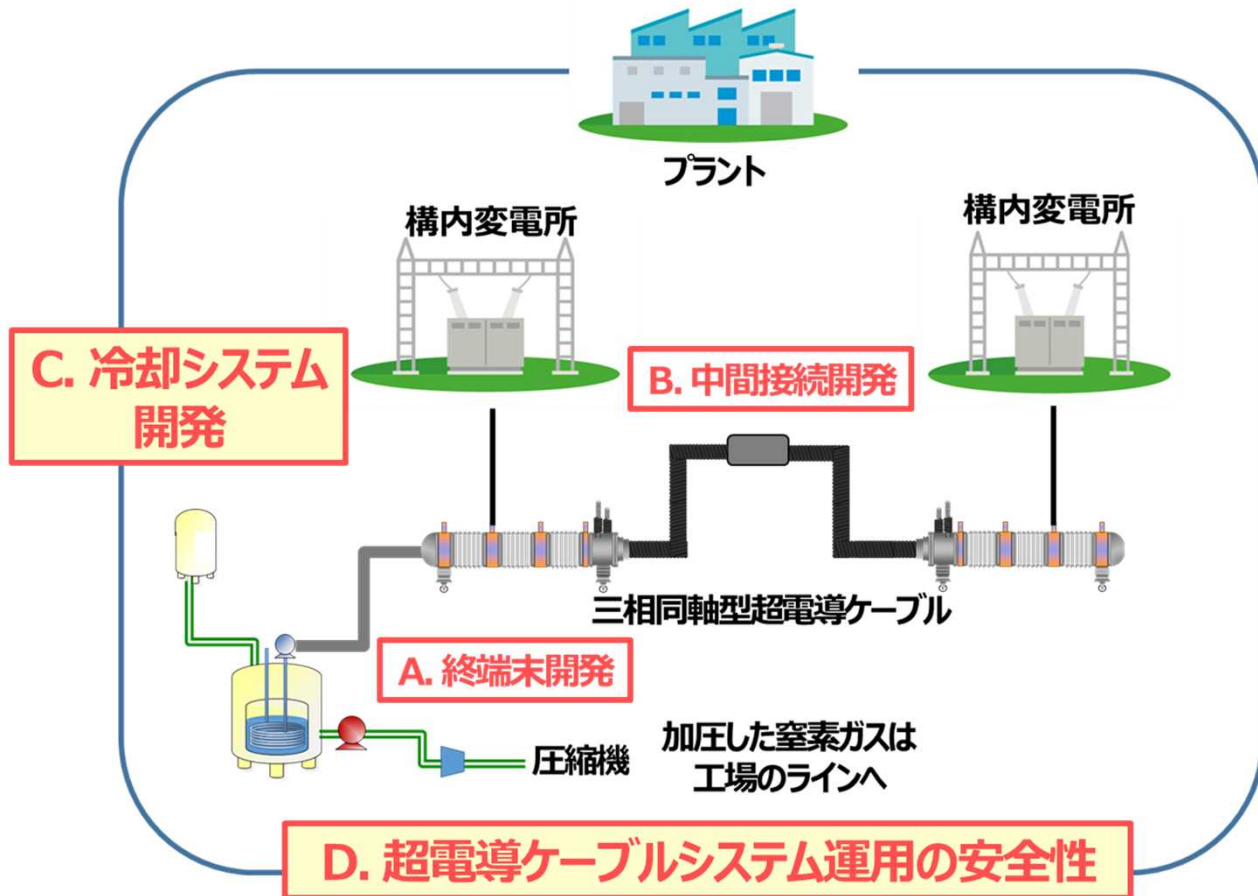 プラント
構内変電所
構内変電所
C. 冷却システム
開発
B. 中間接続開発
三相同軸型超電導ケーブル
A. 終端末開発
圧縮機
加圧した窒素ガスは
工場のラインへ
D. 超電導ケーブルシステム運用の安全性